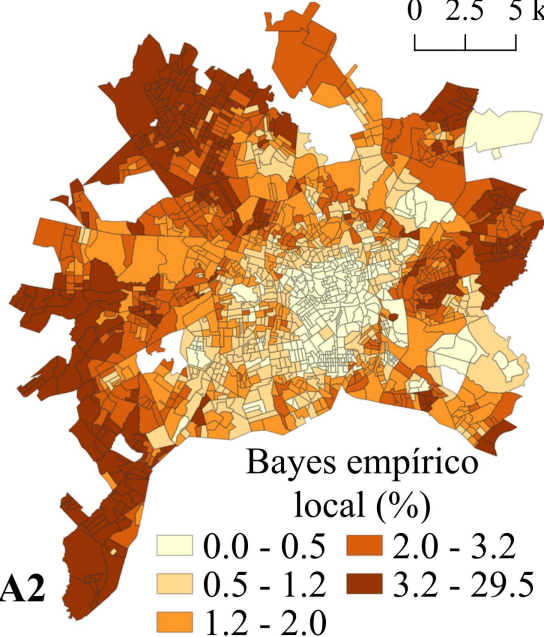 0 2.5 5 k
Bayes empírico
local (%)
0.0 - 0.5
2.0 - 3.2
0.5 - 1.2
3.2 - 29.5
1.2 - 2.0
A2